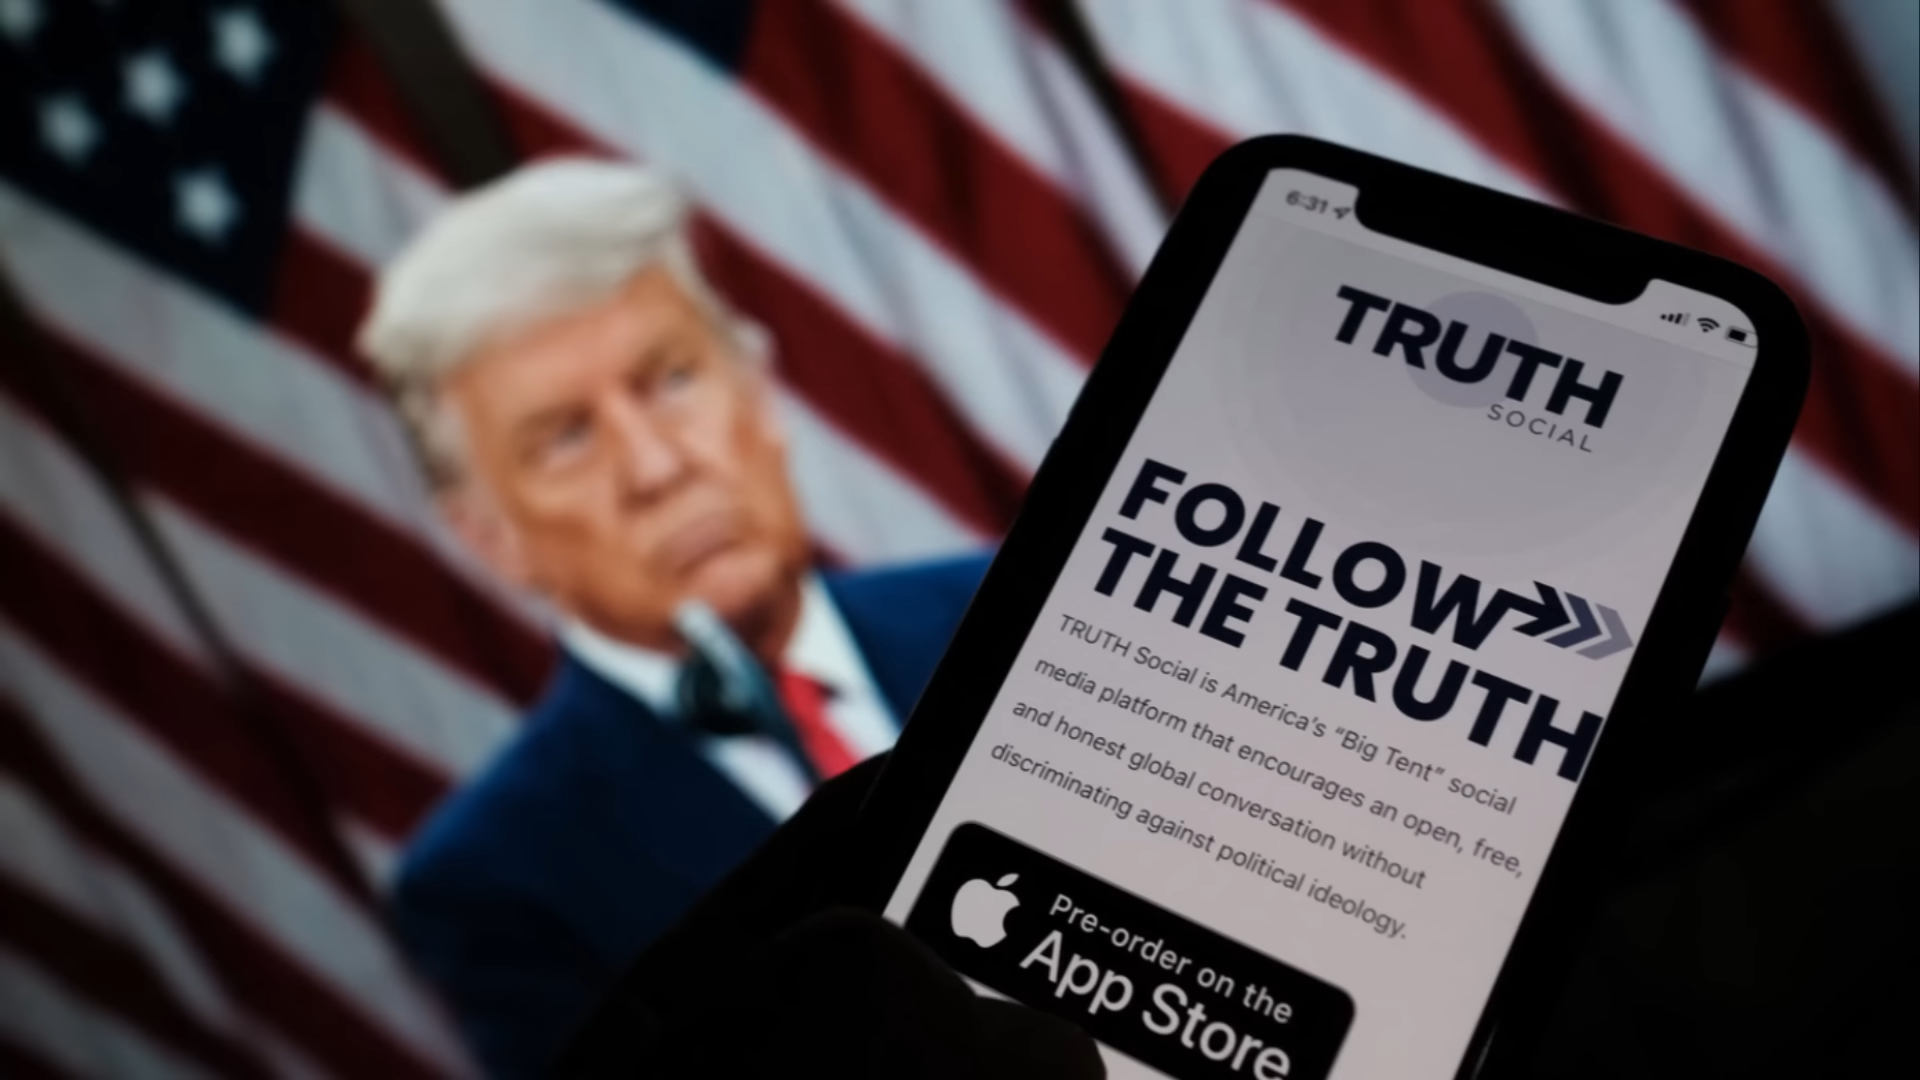 6:31
TRUTH
SOCIAL
FOLLOW
THE TRUTH
TRUTH Social is America's "Big Tent" social
media platform that encourages an open, free,
and honest global conversation without
discriminating against political ideology.
Pre-order on the
App Store